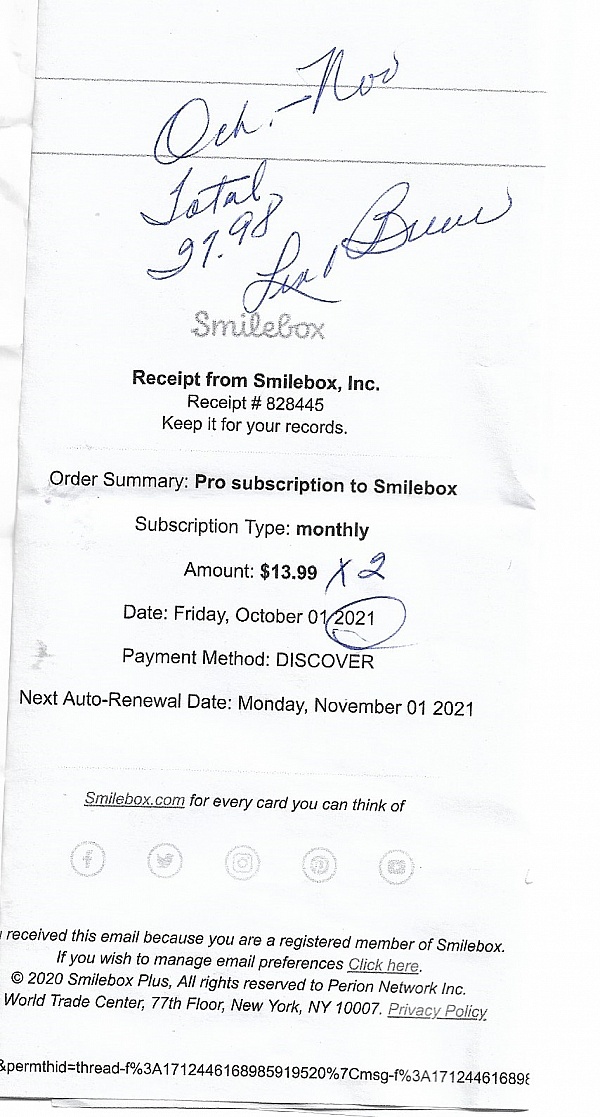 Oct. - Nov
Total
27.98
Smilebox
Receipt from Smilebox, Inc.
Receipt # 828445
Keep it for your records.
Order Summary: Pro subscription to Smilebox
Subscription Type: monthly
Amount: $13.99 X 2
Date: Friday, October 01 2021
Payment Method: DISCOVER
Next Auto-Renewal Date: Monday, November 01 2021
Smilebox.com for every card you can think of
received this email because you are a registered member of Smilebox.
If you wish to manage email preferences Click here.
© 2020 Smilebox Plus, All rights reserved to Perion Network Inc.
World Trade Center, 77th Floor, New York, NY 10007. Privacy Policy
&permthid=thread-f%3A1712446168985919520%7Cmsg-f%3A171244616898